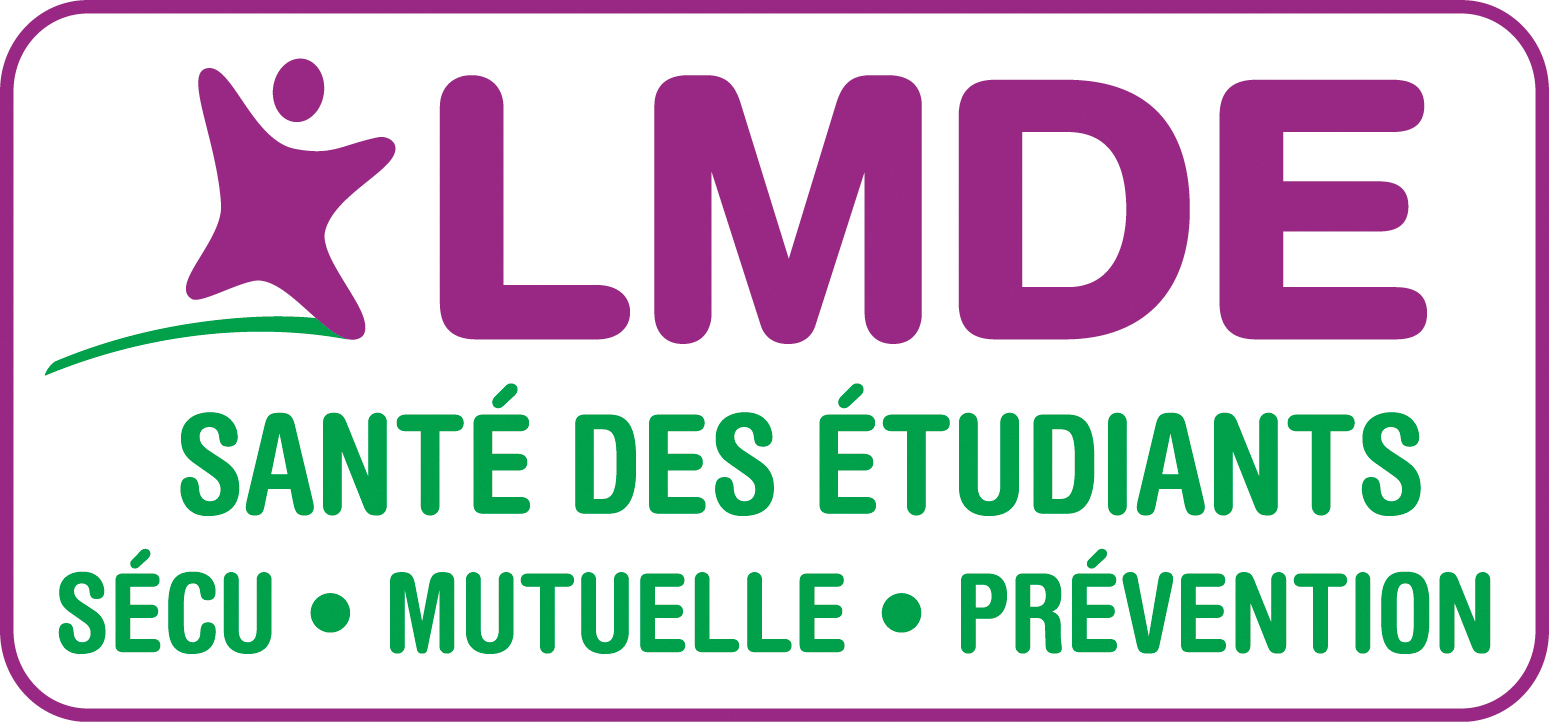 LMDE
SANTÉ DES ÉTUDIANTS
SÉCU • MUTUELLE • PRÉVENTION